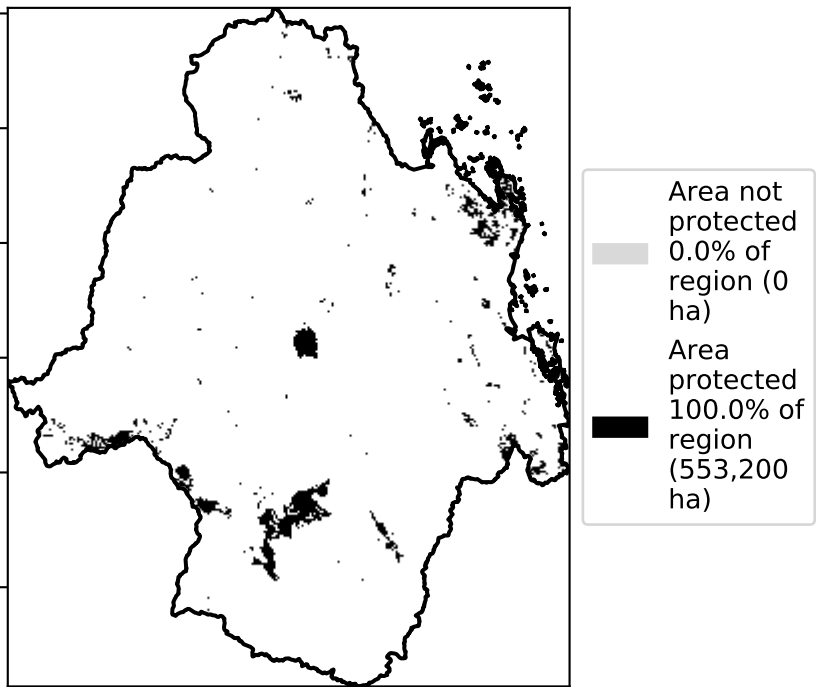 Area not
protected
0.0% of
region (0
ha)
Area
protected
100.0% of
region
(553,200
ha)